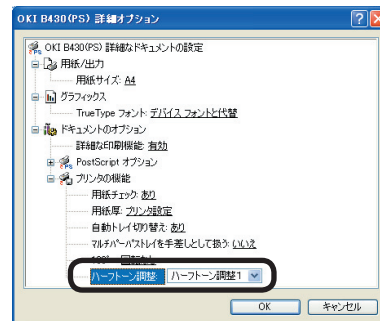 OKI B430(PS) 詳細オプション
OKI B430(PS) 詳細なドキュメントの設定
用紙/出力
用紙サイズ: A4
グラフィックス
TrueType フォント: デバイス フォントと代替
ドキュメントのオプション
詳細な印刷機能: 有効
PostScript オプション
プリンタの機能
用紙チェック: あり
用紙厚: プリンタ設定
自動トレイ切り替え: あり
マルチパーパストレイを手差しとして扱う: いいえ
ハーフトーン調整: ハーフトーン調整1
OK キャンセル